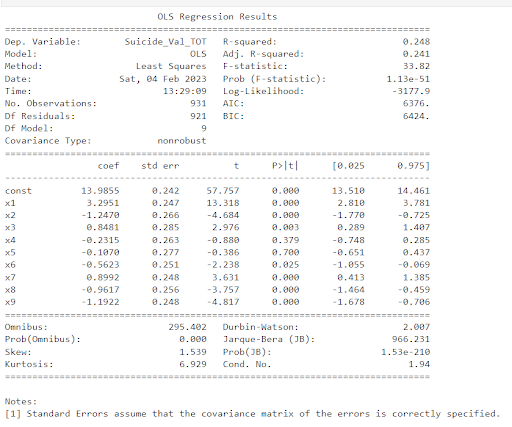 OLS Regression Results
==============================================================================
Dep. Variable: Suicide_Val_TOT R-squared: 0.248
Model: OLS Adj. R-squared: 0.241
Method: Least Squares F-statistic: 33.82
Date: Sat, 04 Feb 2023 Prob (F-statistic): 1.13e-51
Time: 13:29:09 Log-Likelihood: -3177.9
No. Observations: 931 AIC: 6376.
Df Residuals: 921 BIC: 6424.
Df Model: 9
Covariance Type: nonrobust
==============================================================================
coef std err t P>|t| [0.025 0.975]
------------------------------------------------------------------------------
const 13.9855 0.242 57.757 0.000 13.510 14.461
x1 3.2951 0.247 13.318 0.000 2.810 3.781
x2 -1.2470 0.266 -4.684 0.000 -1.770 -0.725
x3 0.8481 0.285 2.976 0.003 0.289 1.407
x4 -0.2315 0.263 -0.880 0.379 -0.748 0.285
x5 -0.1070 0.277 -0.386 0.700 -0.651 0.437
x6 -0.5623 0.251 -2.238 0.025 -1.055 -0.069
x7 0.8992 0.248 3.631 0.000 0.413 1.385
x8 -0.9617 0.256 -3.757 0.000 -1.464 -0.459
x9 -1.1922 0.248 -4.817 0.000 -1.678 -0.706
==============================================================================
Omnibus: 295.402 Durbin-Watson: 2.007
Prob(Omnibus): 0.000 Jarque-Bera (JB): 966.231
Skew: 1.539 Prob(JB): 1.53e-210
Kurtosis: 6.929 Cond. No. 1.94
==============================================================================
Notes:
[1] Standard Errors assume that the covariance matrix of the errors is correctly specified.